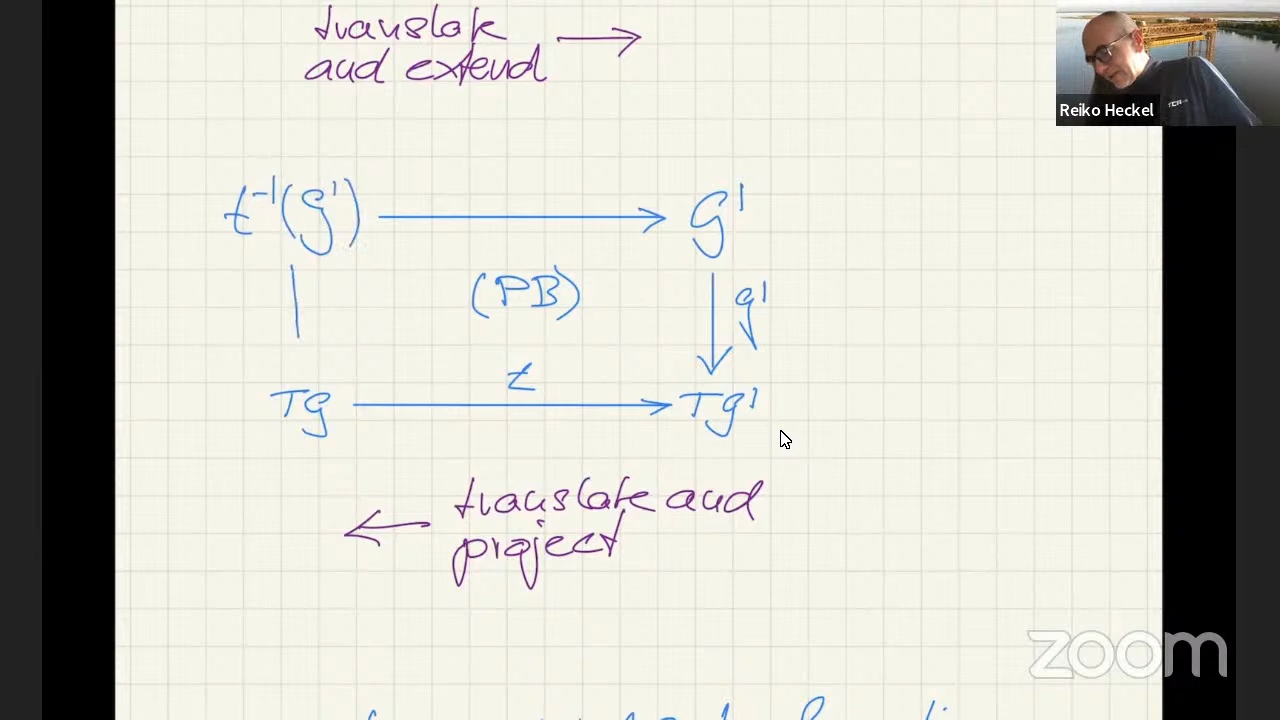 translate
and extend →
Reiko Heckel
t⁻¹(G') → G'
(PB) g'
t
TG → TG'
← translate and
project
zoom